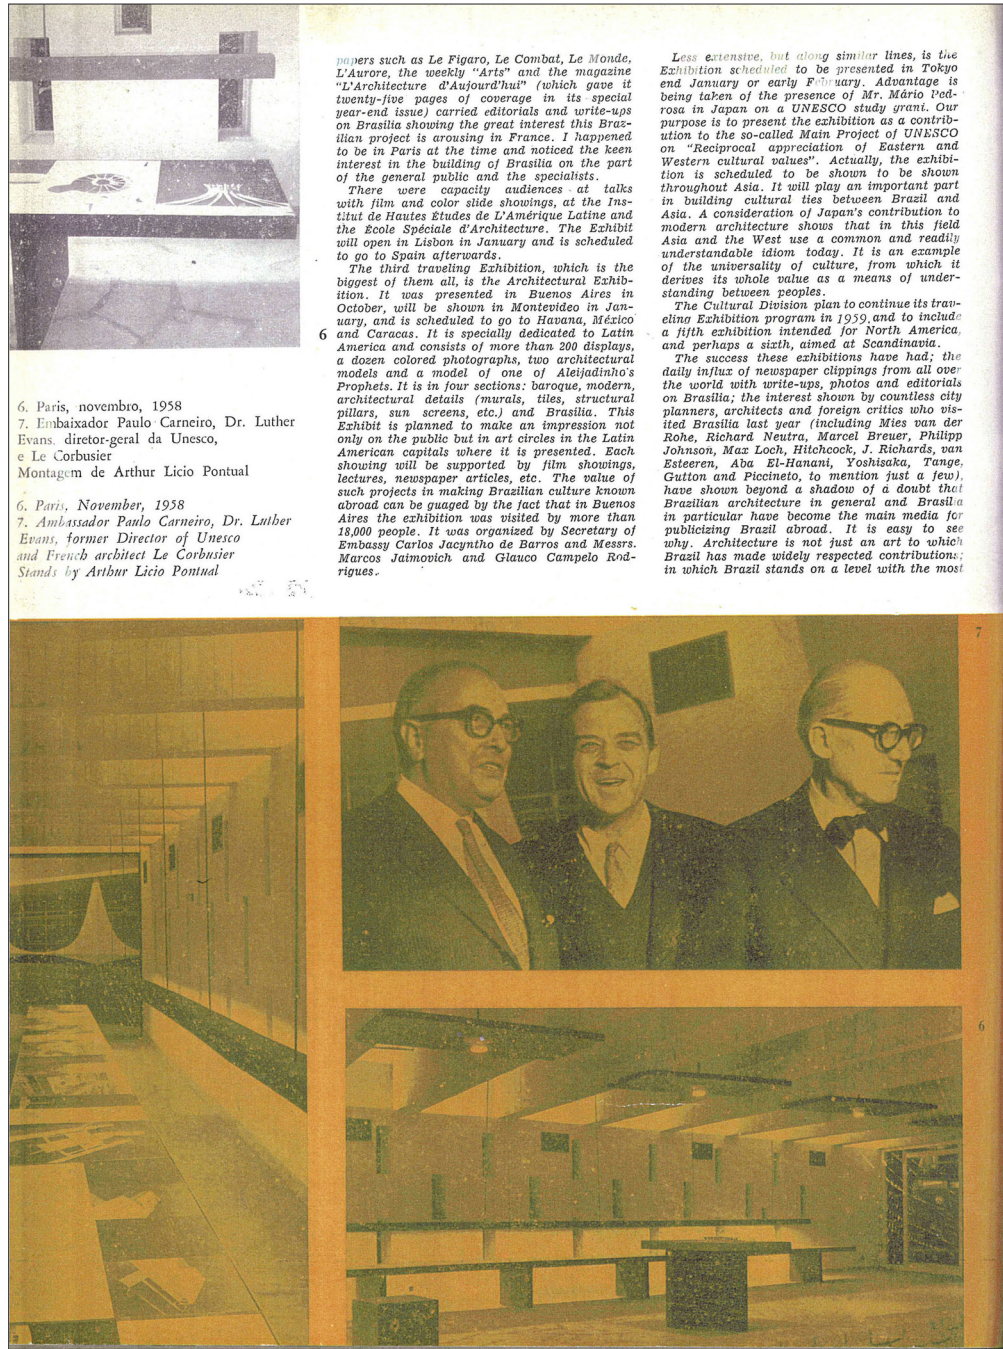 papers such as Le Figaro, Le Combat, Le Monde,
L'Aurore, the weekly "Arts" and the magazine
"L'Architecture d'Aujourd'hui" (which gave it
twenty-five pages of coverage in its special
year-end issue) carried editorials and write-ups
on Brasilia showing the great interest this Braz-
ilian project is arousing in France. I happened
to be in Paris at the time and noticed the keen
interest in the building of Brasilia on the part
of the general public and the specialists.
There were capacity audiences at talks
with film and color slide showings, at the Ins-
titut de Hautes Études de L'Amérique Latine and
the École Spéciale d'Architecture. The Exhibit
will open in Lisbon in January and is scheduled
to go to Spain afterwards.
The third traveling Exhibition, which is the
biggest of them all, is the Architectural Exhib-
ition. It was presented in Buenos Aires in
October, will be shown in Montevideo in Jan-
uary, and is scheduled to go to Havana, México
6 and Caracas. It is specially dedicated to Latin
America and consists of more than 200 displays,
a dozen colored photographs, two architectural
models and a model of one of Aleijadinho's
Prophets. It is in four sections: baroque, modern,
architectural details (murals, tiles, structural
pillars, sun screens, etc.) and Brasilia. This
Exhibit is planned to make an impression not
only on the public but in art circles in the Latin
American capitals where it is presented. Each
showing will be supported by film showings,
lectures, newspaper articles, etc. The value of
such projects in making Brazilian culture known
abroad can be guaged by the fact that in Buenos
Aires the exhibition was visited by more than
18,000 people. It was organized by Secretary of
Embassy Carlos Jacyntho de Barros and Messrs.
Marcos Jaimovich and Glauco Campelo Rod-
rigues.
Less extensive, but along similar lines, is the
Exhibition scheduled to be presented in Tokyo
end January or early February. Advantage is
being taken of the presence of Mr. Mário Ped-
rosa in Japan on a UNESCO study grant. Our
purpose is to present the exhibition as a contrib-
ution to the so-called Main Project of UNESCO
on "Reciprocal appreciation of Eastern and
Western cultural values". Actually, the exhibi-
tion is scheduled to be shown to be shown
throughout Asia. It will play an important part
in building cultural ties between Brazil and
Asia. A consideration of Japan's contribution to
modern architecture shows that in this field
Asia and the West use a common and readily
understandable idiom today. It is an example
of the universality of culture, from which it
derives its whole value as a means of under-
standing between peoples.
The Cultural Division plan to continue its trav-
eling Exhibition program in 1959 and to include
a fifth exhibition intended for North America,
and perhaps a sixth, aimed at Scandinavia.
The success these exhibitions have had; the
daily influx of newspaper clippings from all over
the world with write-ups, photos and editorials
on Brasilia; the interest shown by countless city
planners, architects and foreign critics who vis-
ited Brasilia last year (including Mies van der
Rohe, Richard Neutra, Marcel Breuer, Philipp
Johnson, Max Loch, Hitchcock, J. Richards, van
Esteeren, Aba El-Hanani, Yoshisaka, Tange,
Gutton and Piccineto, to mention just a few),
have shown beyond a shadow of a doubt that
Brazilian architecture in general and Brasilia
in particular have become the main media for
publicizing Brazil abroad. It is easy to see
why. Architecture is not just an art to which
Brazil has made widely respected contributions;
in which Brazil stands on a level with the most
6. Paris, novembro, 1958
7. Embaixador Paulo Carneiro, Dr. Luther
Evans, diretor-geral da Unesco,
e Le Corbusier
Montagem de Arthur Licio Pontual
6. Paris, November, 1958
7. Ambassador Paulo Carneiro, Dr. Luther
Evans, former Director of Unesco
and French architect Le Corbusier
Stands by Arthur Licio Pontual
7
6